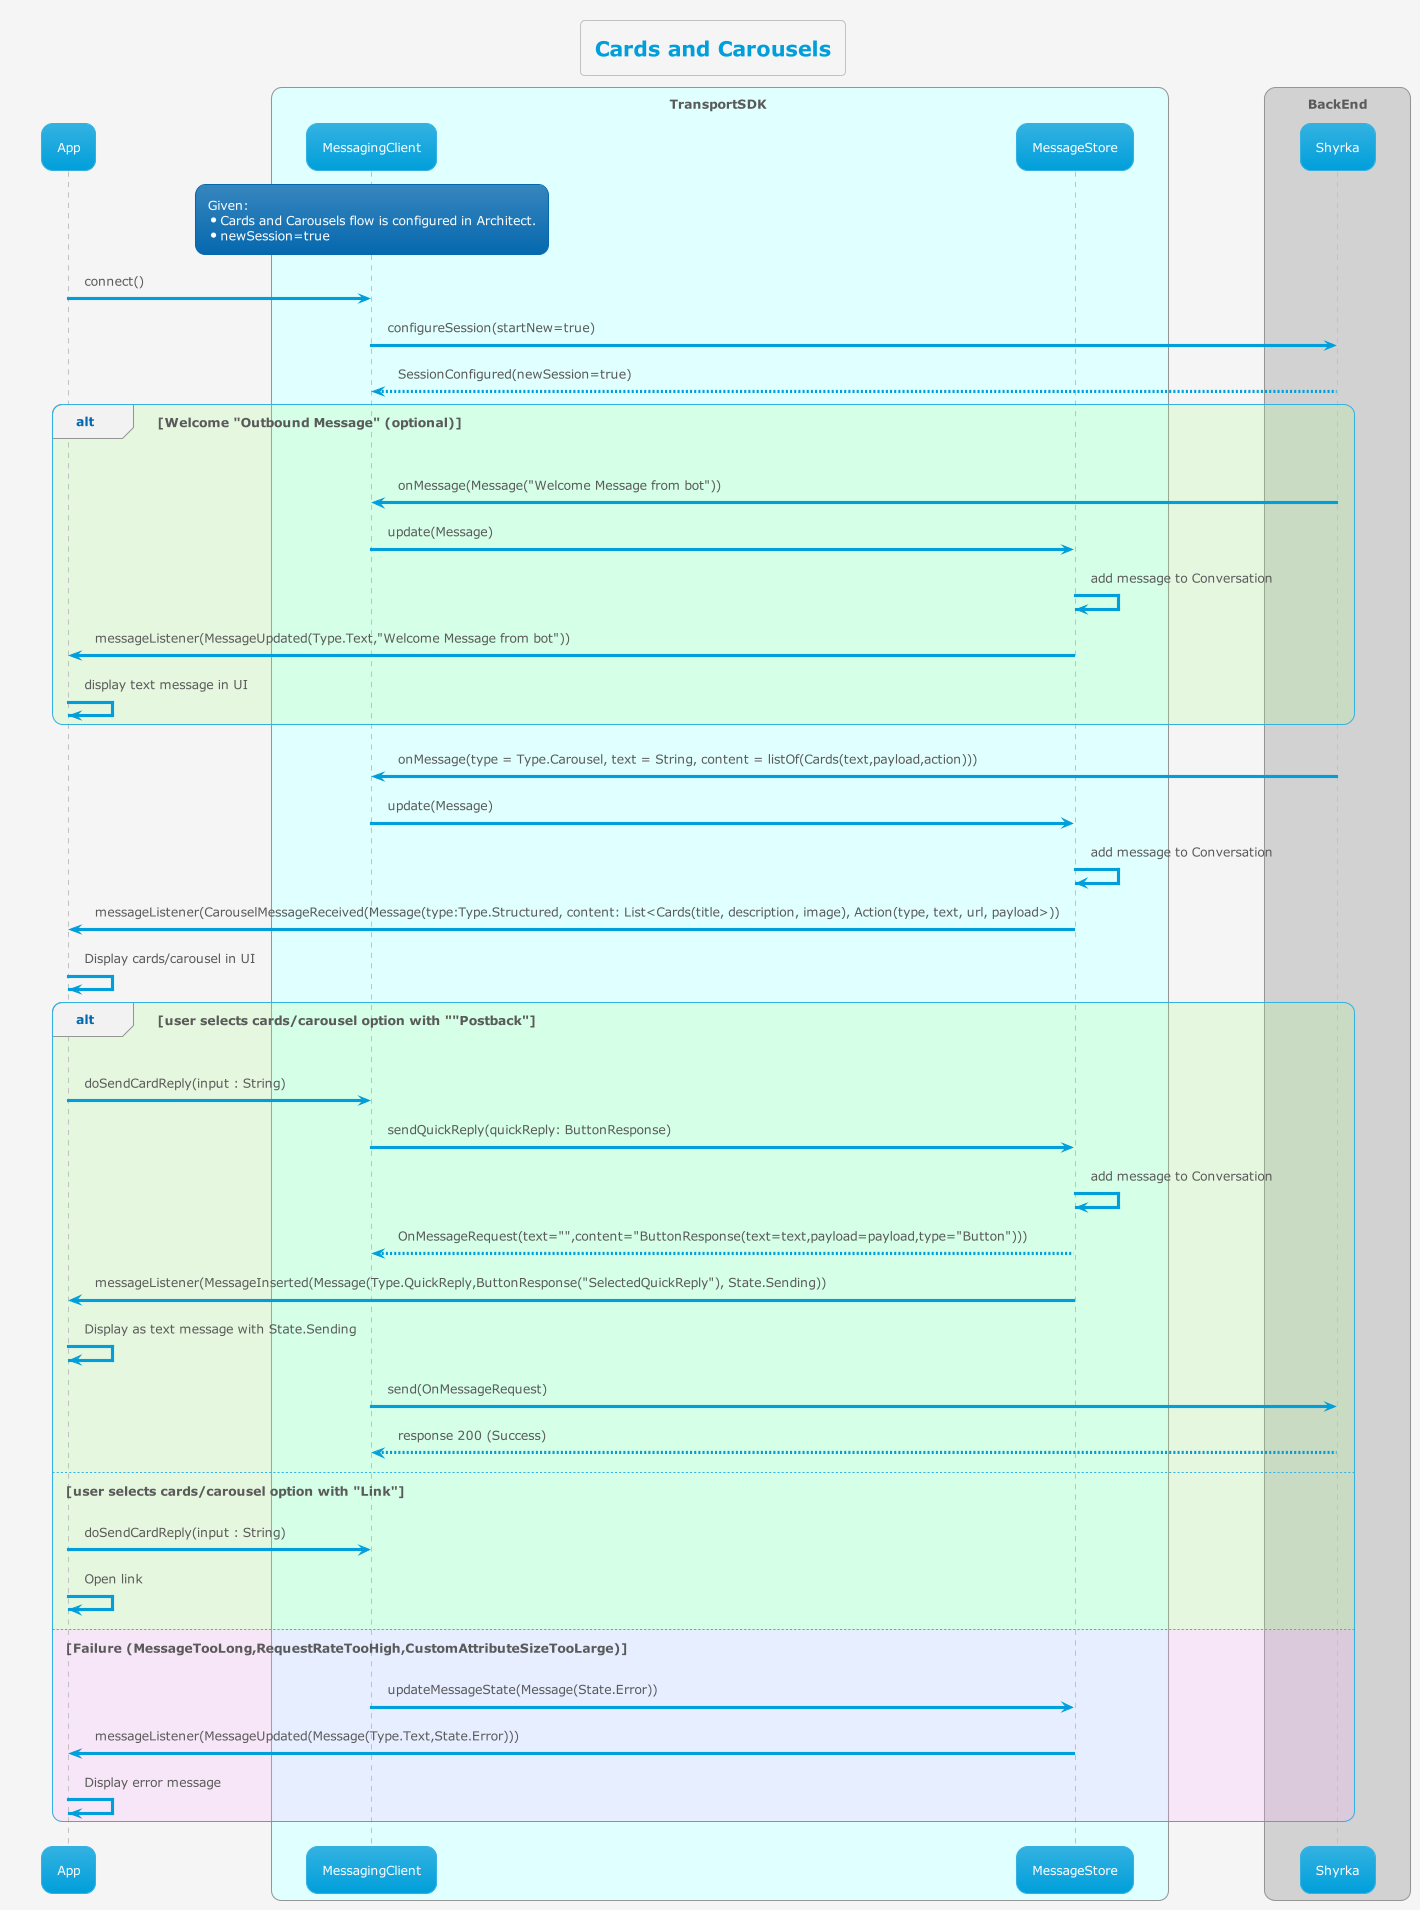 Cards and Carousels
TransportSDK
BackEnd
App
MessagingClient
MessageStore
Shyrka
Given:
• Cards and Carousels flow is configured in Architect.
• newSession=true
connect()
configureSession(startNew=true)
SessionConfigured(newSession=true)
alt
[Welcome "Outbound Message" (optional)]
onMessage(Message("Welcome Message from bot"))
update(Message)
add message to Conversation
messageListener(MessageUpdated(Type.Text,"Welcome Message from bot"))
display text message in UI
onMessage(type = Type.Carousel, text = String, content = listOf(Cards(text,payload,action)))
update(Message)
add message to Conversation
messageListener(CarouselMessageReceived(Message(type:Type.Structured, content: List<Cards(title, description, image), Action(type, text, url, payload>))
Display cards/carousel in UI
alt
[user selects cards/carousel option with ""Postback"]
doSendCardReply(input : String)
sendQuickReply(quickReply: ButtonResponse)
add message to Conversation
OnMessageRequest(text="",content="ButtonResponse(text=text,payload=payload,type="Button")))
messageListener(MessageInserted(Message(Type.QuickReply,ButtonResponse("SelectedQuickReply"), State.Sending))
Display as text message with State.Sending
send(OnMessageRequest)
response 200 (Success)
[user selects cards/carousel option with "Link"]
doSendCardReply(input : String)
Open link
[Failure (MessageTooLong,RequestRateTooHigh,CustomAttributeSizeTooLarge)]
updateMessageState(Message(State.Error))
messageListener(MessageUpdated(Message(Type.Text,State.Error)))
Display error message
App
MessagingClient
MessageStore
Shyrka